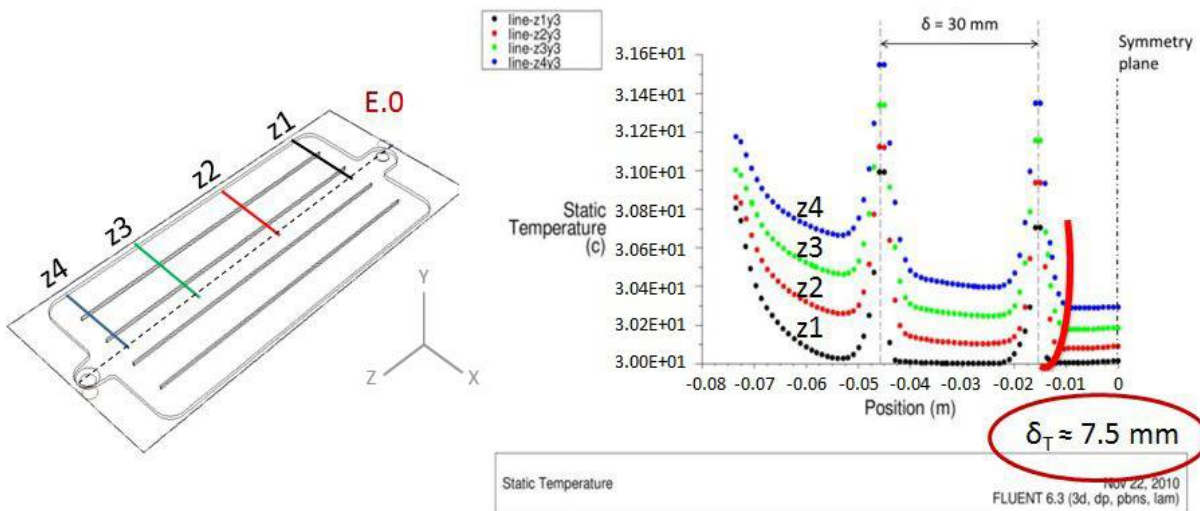 E.0
z1
z2
z3
z4
Y
Z
X
line-z1y3
line-z2y3
line-z3y3
line-z4y3
δ = 30 mm
Symmetry
plane
3.16E+01
3.14E+01
3.12E+01
3.10E+01
3.08E+01
3.06E+01
3.04E+01
3.02E+01
3.00E+01
Static
Temperature
(c)
z4
z3
z2
z1
-0.08 -0.07 -0.06 -0.05 -0.04 -0.03 -0.02 -0.01 0
Position (m)
δT ≈ 7.5 mm
Static Temperature
Nov 22, 2010
FLUENT 6.3 (3d, dp, pbns, lam)